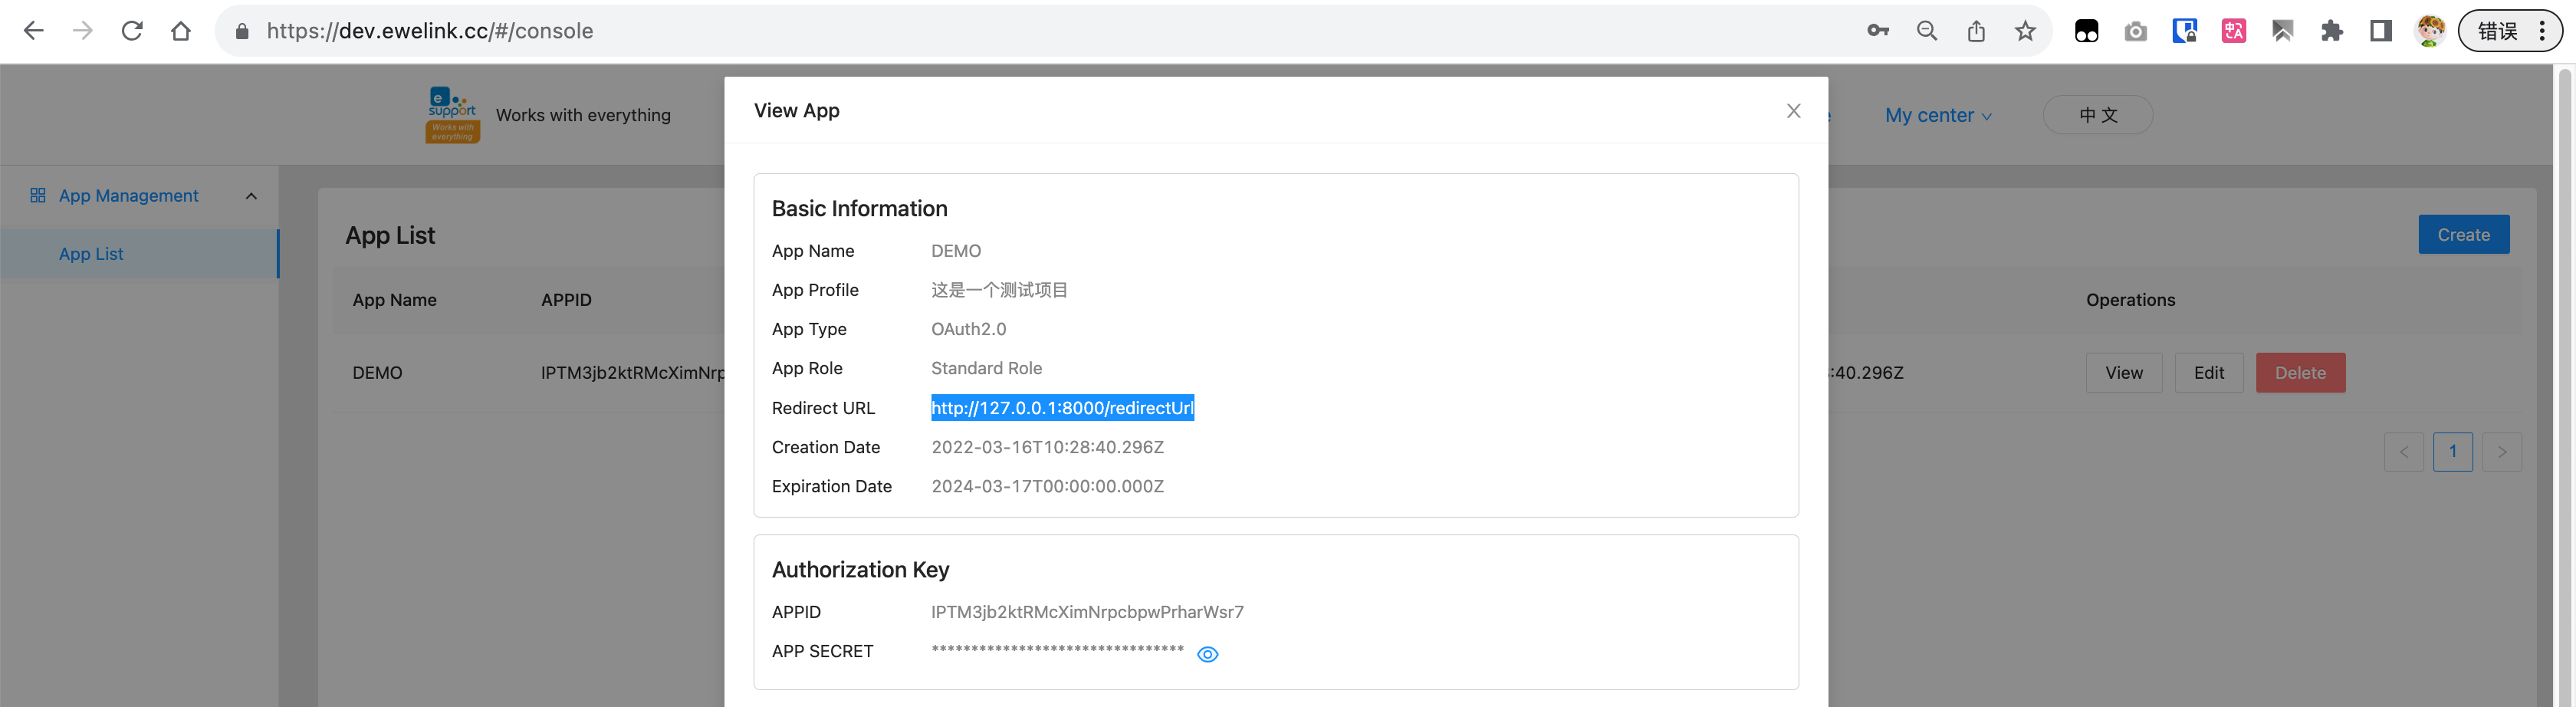 https://dev.ewelink.cc/#/console
错误
e
support
Works with
everything
Works with everything
My center
中 文
App Management
App List
App List
Create
App Name APPID Operations
DEMO IPTM3jb2ktRMcXimNrp :40.296Z View Edit Delete
1
View App
Basic Information
App Name DEMO
App Profile 这是一个测试项目
App Type OAuth2.0
App Role Standard Role
Redirect URL http://127.0.0.1:8000/redirectUrl
Creation Date 2022-03-16T10:28:40.296Z
Expiration Date 2024-03-17T00:00:00.000Z
Authorization Key
APPID IPTM3jb2ktRMcXimNrpcbpwPrharWsr7
APP SECRET ********************************